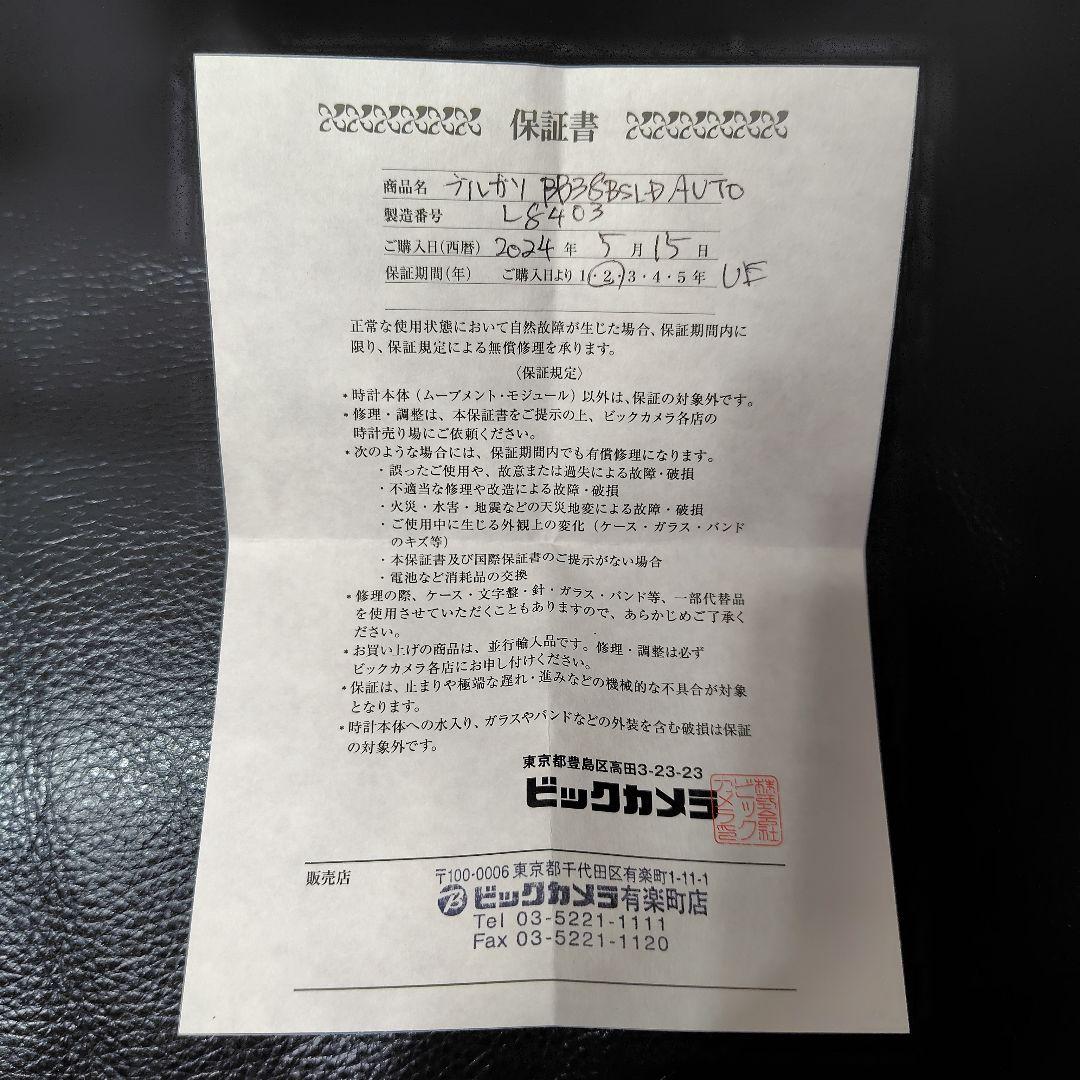 保証書
商品名 ブルガリ BB38BSLD AUTO
製造番号 L8403
ご購入日(西暦) 2024 年 5 月 15 日
保証期間(年) ご購入日より 1・2・3・4・5 年
正常な使用状態において自然故障が生じた場合、保証期間内に
限り、保証規定による無償修理を承ります。
〈保証規定〉
*時計本体(ムーブメント・モジュール)以外は、保証の対象外です。
*修理・調整は、本保証書をご提示の上、ビックカメラ各店の
時計売り場にご依頼ください。
*次のような場合には、保証期間内でも有償修理になります。
・誤ったご使用や、故意または過失による故障・破損
・不適当な修理や改造による故障・破損
・火災・水害・地震などの天災地変による故障・破損
・ご使用中に生じる外観上の変化(ケース・ガラス・バンド
のキズ等)
・本保証書及び国際保証書のご提示がない場合
・電池など消耗品の交換
*修理の際、ケース・文字盤・針・ガラス・バンド等、一部代替品
を使用させていただくこともありますので、あらかじめご了承く
ださい。
*お買い上げの商品は、並行輸入品です。修理・調整は必ず
ビックカメラ各店にお申し付けください。
*保証は、止まりや極端な遅れ・進みなどの機械的な不具合が対象
となります。
*時計本体への水入り、ガラスやバンドなどの外装を含む破損は保証
の対象外です。
東京都豊島区高田3-23-23
ビックカメラ
株式会社ビックカメラ印
販売店
〒100-0006 東京都千代田区有楽町1-11-1
ビックカメラ有楽町店
Tel 03-5221-1111
Fax 03-5221-1120